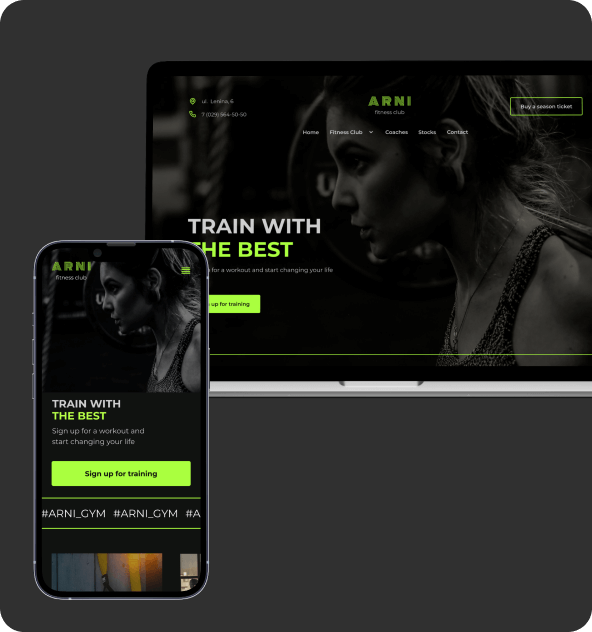 ul. Lenina, 6
7 (029) 564-50-50
ARNI
fitness club
Buy a season ticket
Home Fitness Club Coaches Stocks Contact
TRAIN WITH
THE BEST
for a workout and start changing your life
up for training
ARNI
fitness club
TRAIN WITH
THE BEST
Sign up for a workout and
start changing your life
Sign up for training
#ARNI_GYM #ARNI_GYM #A